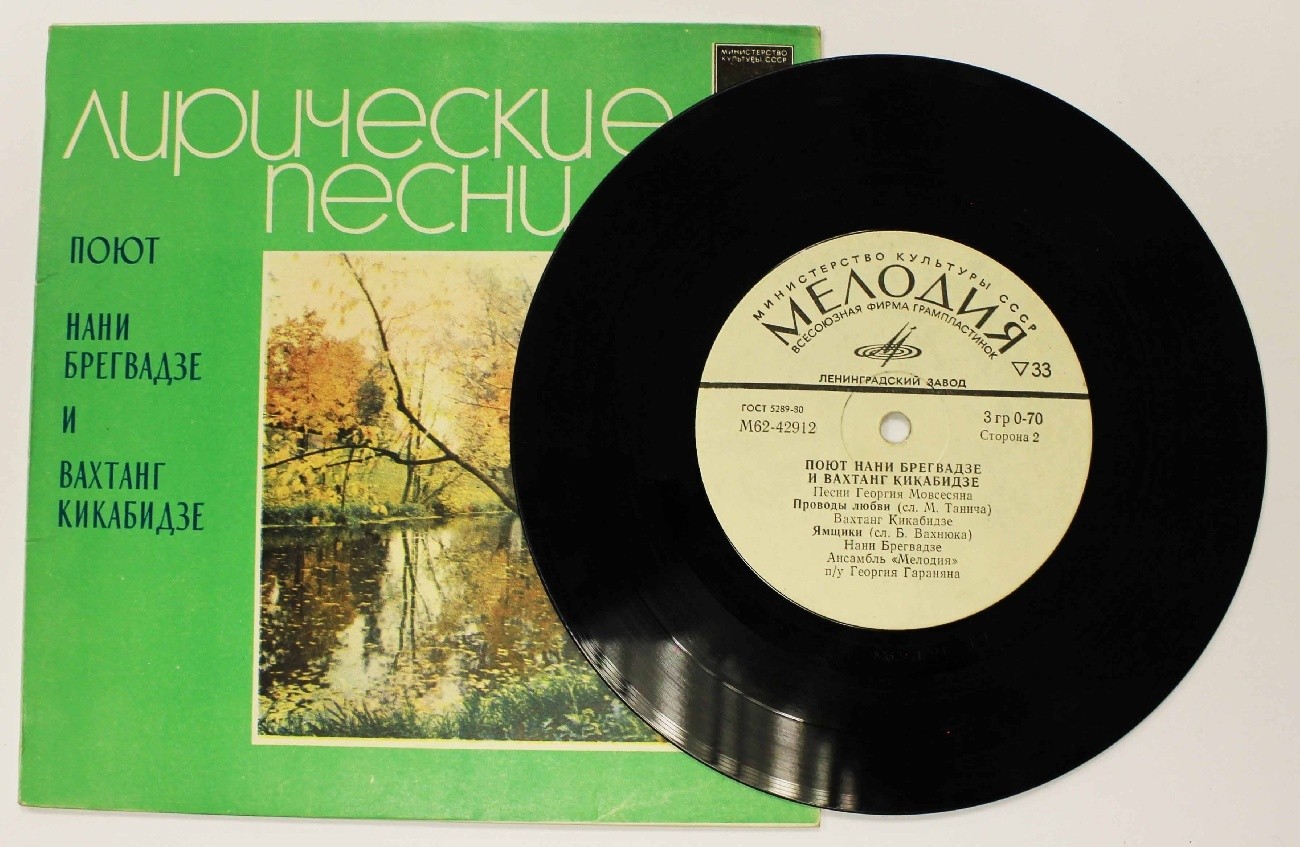 МИНИСТЕРСТВО
КУЛЬТУРЫ СССР
лирические
песни
ПОЮТ
НАНИ
БРЕГВАДЗЕ
И
ВАХТАНГ
КИКАБИДЗЕ
МИНИСТЕРСТВО КУЛЬТУРЫ СССР
МЕЛОДИЯ
ВСЕСОЮЗНАЯ ФИРМА ГРАМПЛАСТИНОК
▽33
ЛЕНИНГРАДСКИЙ ЗАВОД
ГОСТ 5289-80
М62-42912
3 гр 0-70
Сторона 2
ПОЮТ НАНИ БРЕГВАДЗЕ
И ВАХТАНГ КИКАБИДЗЕ
Песни Георгия Мовсесяна
Проводы любви (сл. М. Танича)
Вахтанг Кикабидзе
Ямщики (сл. Б. Вахнюка)
Нани Брегвадзе
Ансамбль «Мелодия»
п/у Георгия Гараняна